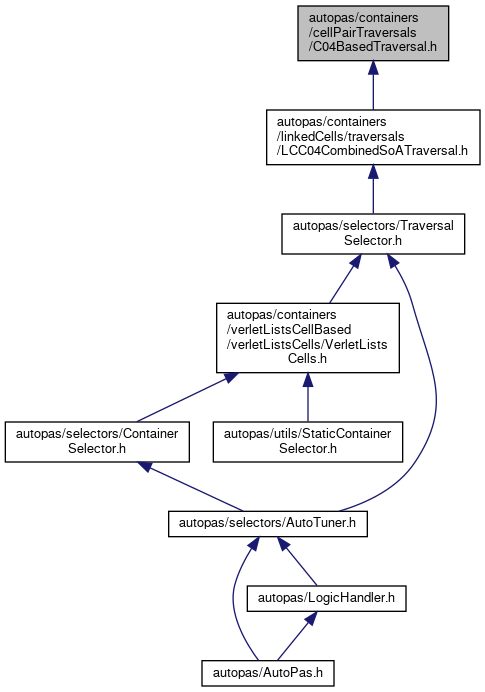 autopas/containers
/cellPairTraversals
/C04BasedTraversal.h
autopas/containers
/linkedCells/traversals
/LCC04CombinedSoATraversal.h
autopas/selectors/Traversal
Selector.h
autopas/containers
/verletListsCellBased
/verletListsCells/VerletLists
Cells.h
autopas/selectors/Container
Selector.h
autopas/utils/StaticContainer
Selector.h
autopas/selectors/AutoTuner.h
autopas/LogicHandler.h
autopas/AutoPas.h